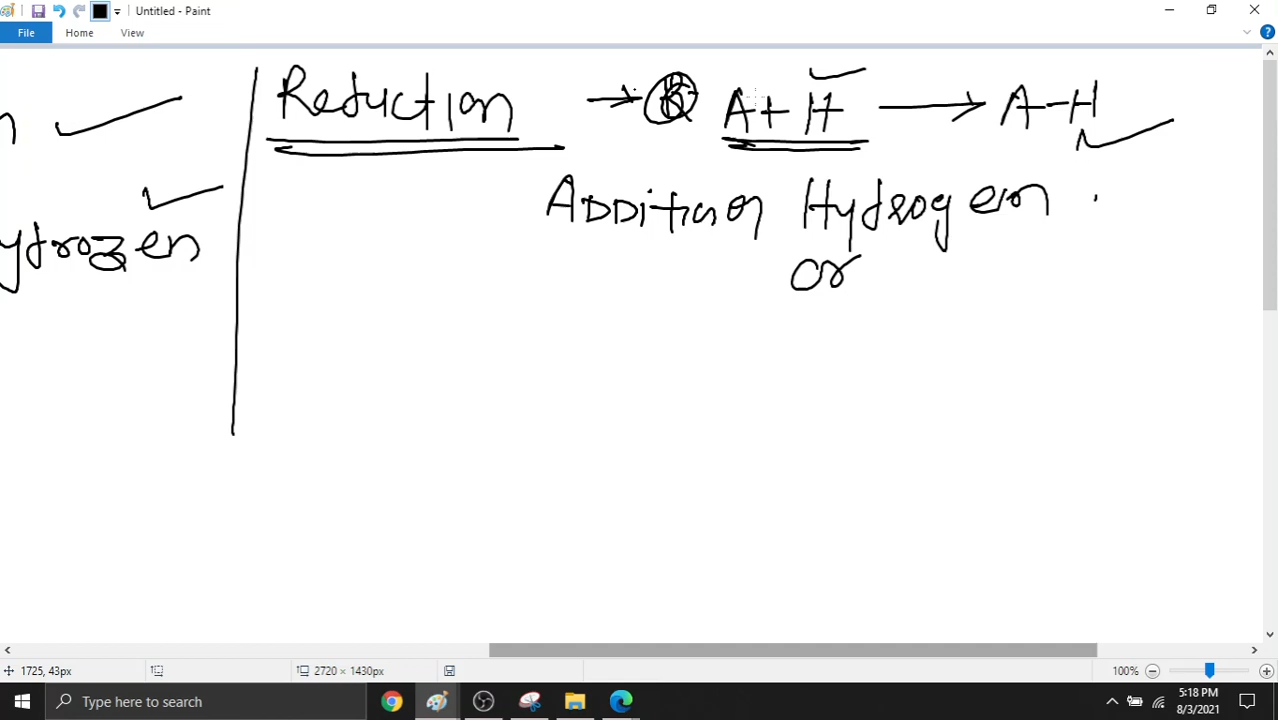 Untitled - Paint
File Home View
Reduction → A + H → A-H
Addition of Hydrogen .
or
ydrozen
1725, 43px
2720 × 1430px
100%
Type here to search
5:18 PM
8/3/2021